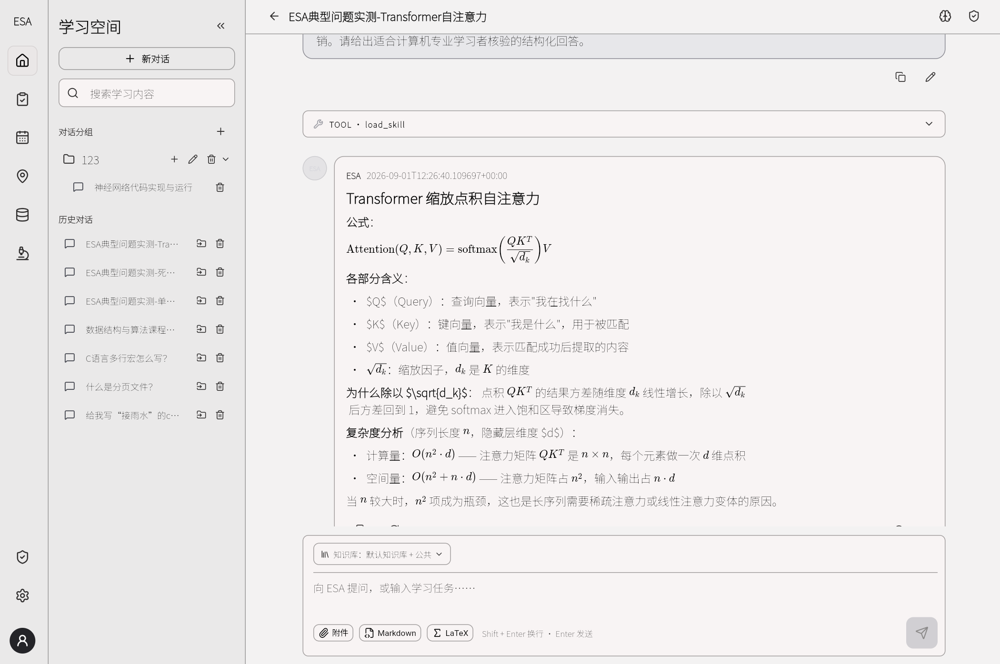 ESA
学习空间
新对话
搜索学习内容
对话分组
123
神经网络代码实现与运行
历史对话
ESA典型问题实测-Tra…
ESA典型问题实测-死…
ESA典型问题实测-单…
数据结构与算法课程…
C语言多行宏怎么写？
什么是分页文件？
给我写“接雨水”的c…
ESA典型问题实测-Transformer自注意力
销。请给出适合计算机专业学习者核验的结构化回答。
TOOL · load_skill
ESA
ESA 2026-09-01T12:26:40.109697+00:00
Transformer 缩放点积自注意力
公式：
Attention(Q, K, V) = softmax(QK^T / √d_k)V
各部分含义：
· $Q$（Query）：查询向量，表示"我在找什么"
· $K$（Key）：键向量，表示"我是什么"，用于被匹配
· $V$（Value）：值向量，表示匹配成功后提取的内容
· √d_k：缩放因子，d_k 是 K 的维度
为什么除以 $\sqrt{d_k}$： 点积 QK^T 的结果方差随维度 d_k 线性增长，除以 √d_k
后方差回到 1，避免 softmax 进入饱和区导致梯度消失。
复杂度分析（序列长度 n，隐藏层维度 $d$）：
· 计算量：O(n² · d) —— 注意力矩阵 QK^T 是 n × n，每个元素做一次 d 维点积
· 空间量：O(n² + n · d) —— 注意力矩阵占 n²，输入输出占 n · d
当 n 较大时，n² 项成为瓶颈，这也是长序列需要稀疏注意力或线性注意力变体的原因。
知识库：默认知识库 + 公共
向 ESA 提问，或输入学习任务……
附件 Markdown LaTeX Shift + Enter 换行 · Enter 发送